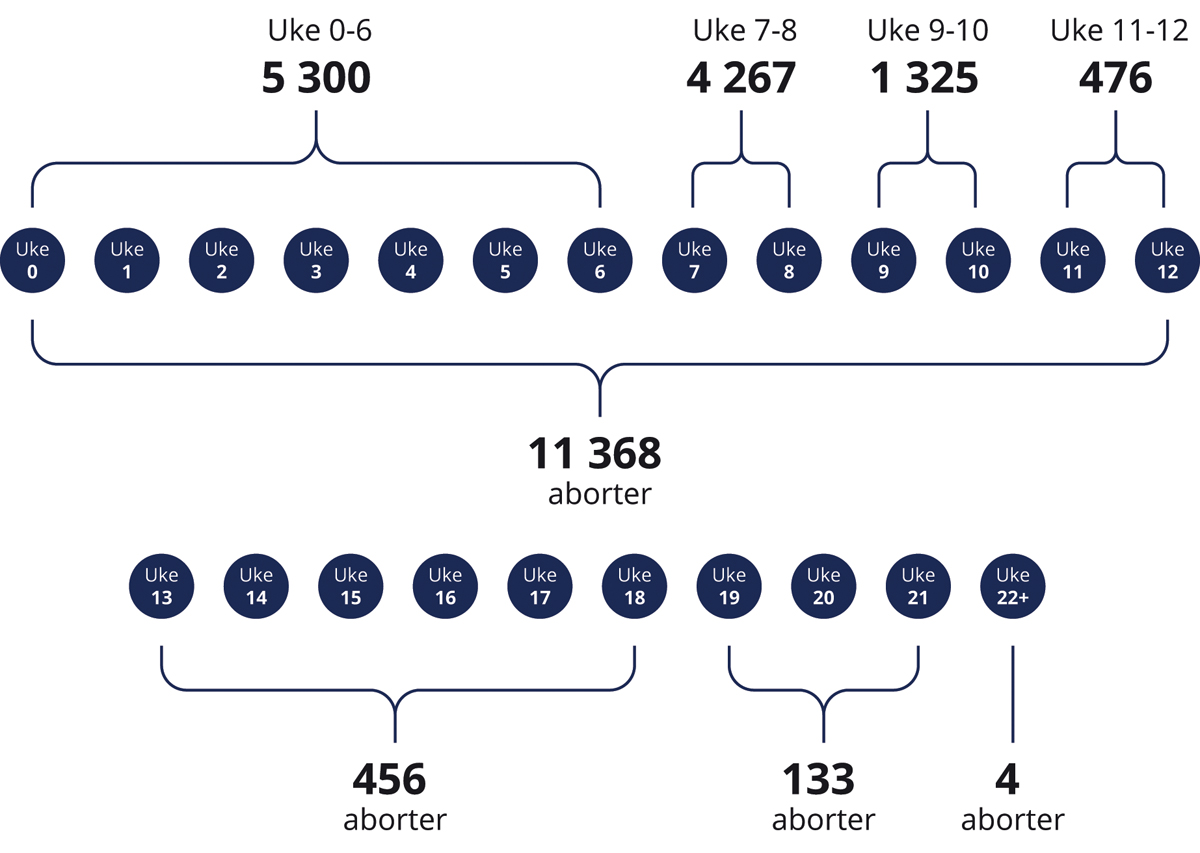 Uke 0-6
5 300
Uke 7-8
4 267
Uke 9-10
1 325
Uke 11-12
476
Uke
0
Uke
1
Uke
2
Uke
3
Uke
4
Uke
5
Uke
6
Uke
7
Uke
8
Uke
9
Uke
10
Uke
11
Uke
12
11 368
aborter
Uke
13
Uke
14
Uke
15
Uke
16
Uke
17
Uke
18
Uke
19
Uke
20
Uke
21
Uke
22+
456
aborter
133
aborter
4
aborter